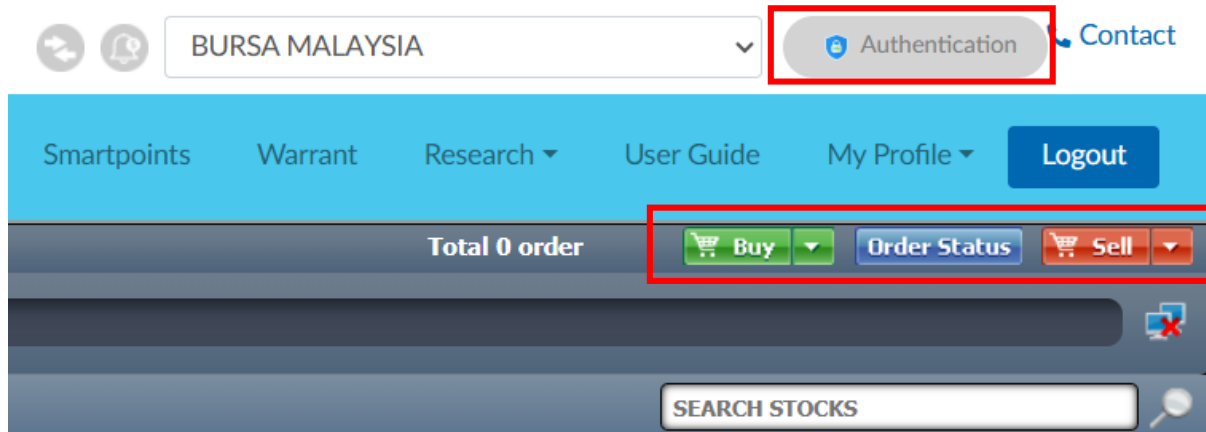 BURSA MALAYSIA Authentication Contact
Smartpoints Warrant Research User Guide My Profile Logout
Total 0 order Buy Order Status Sell
SEARCH STOCKS